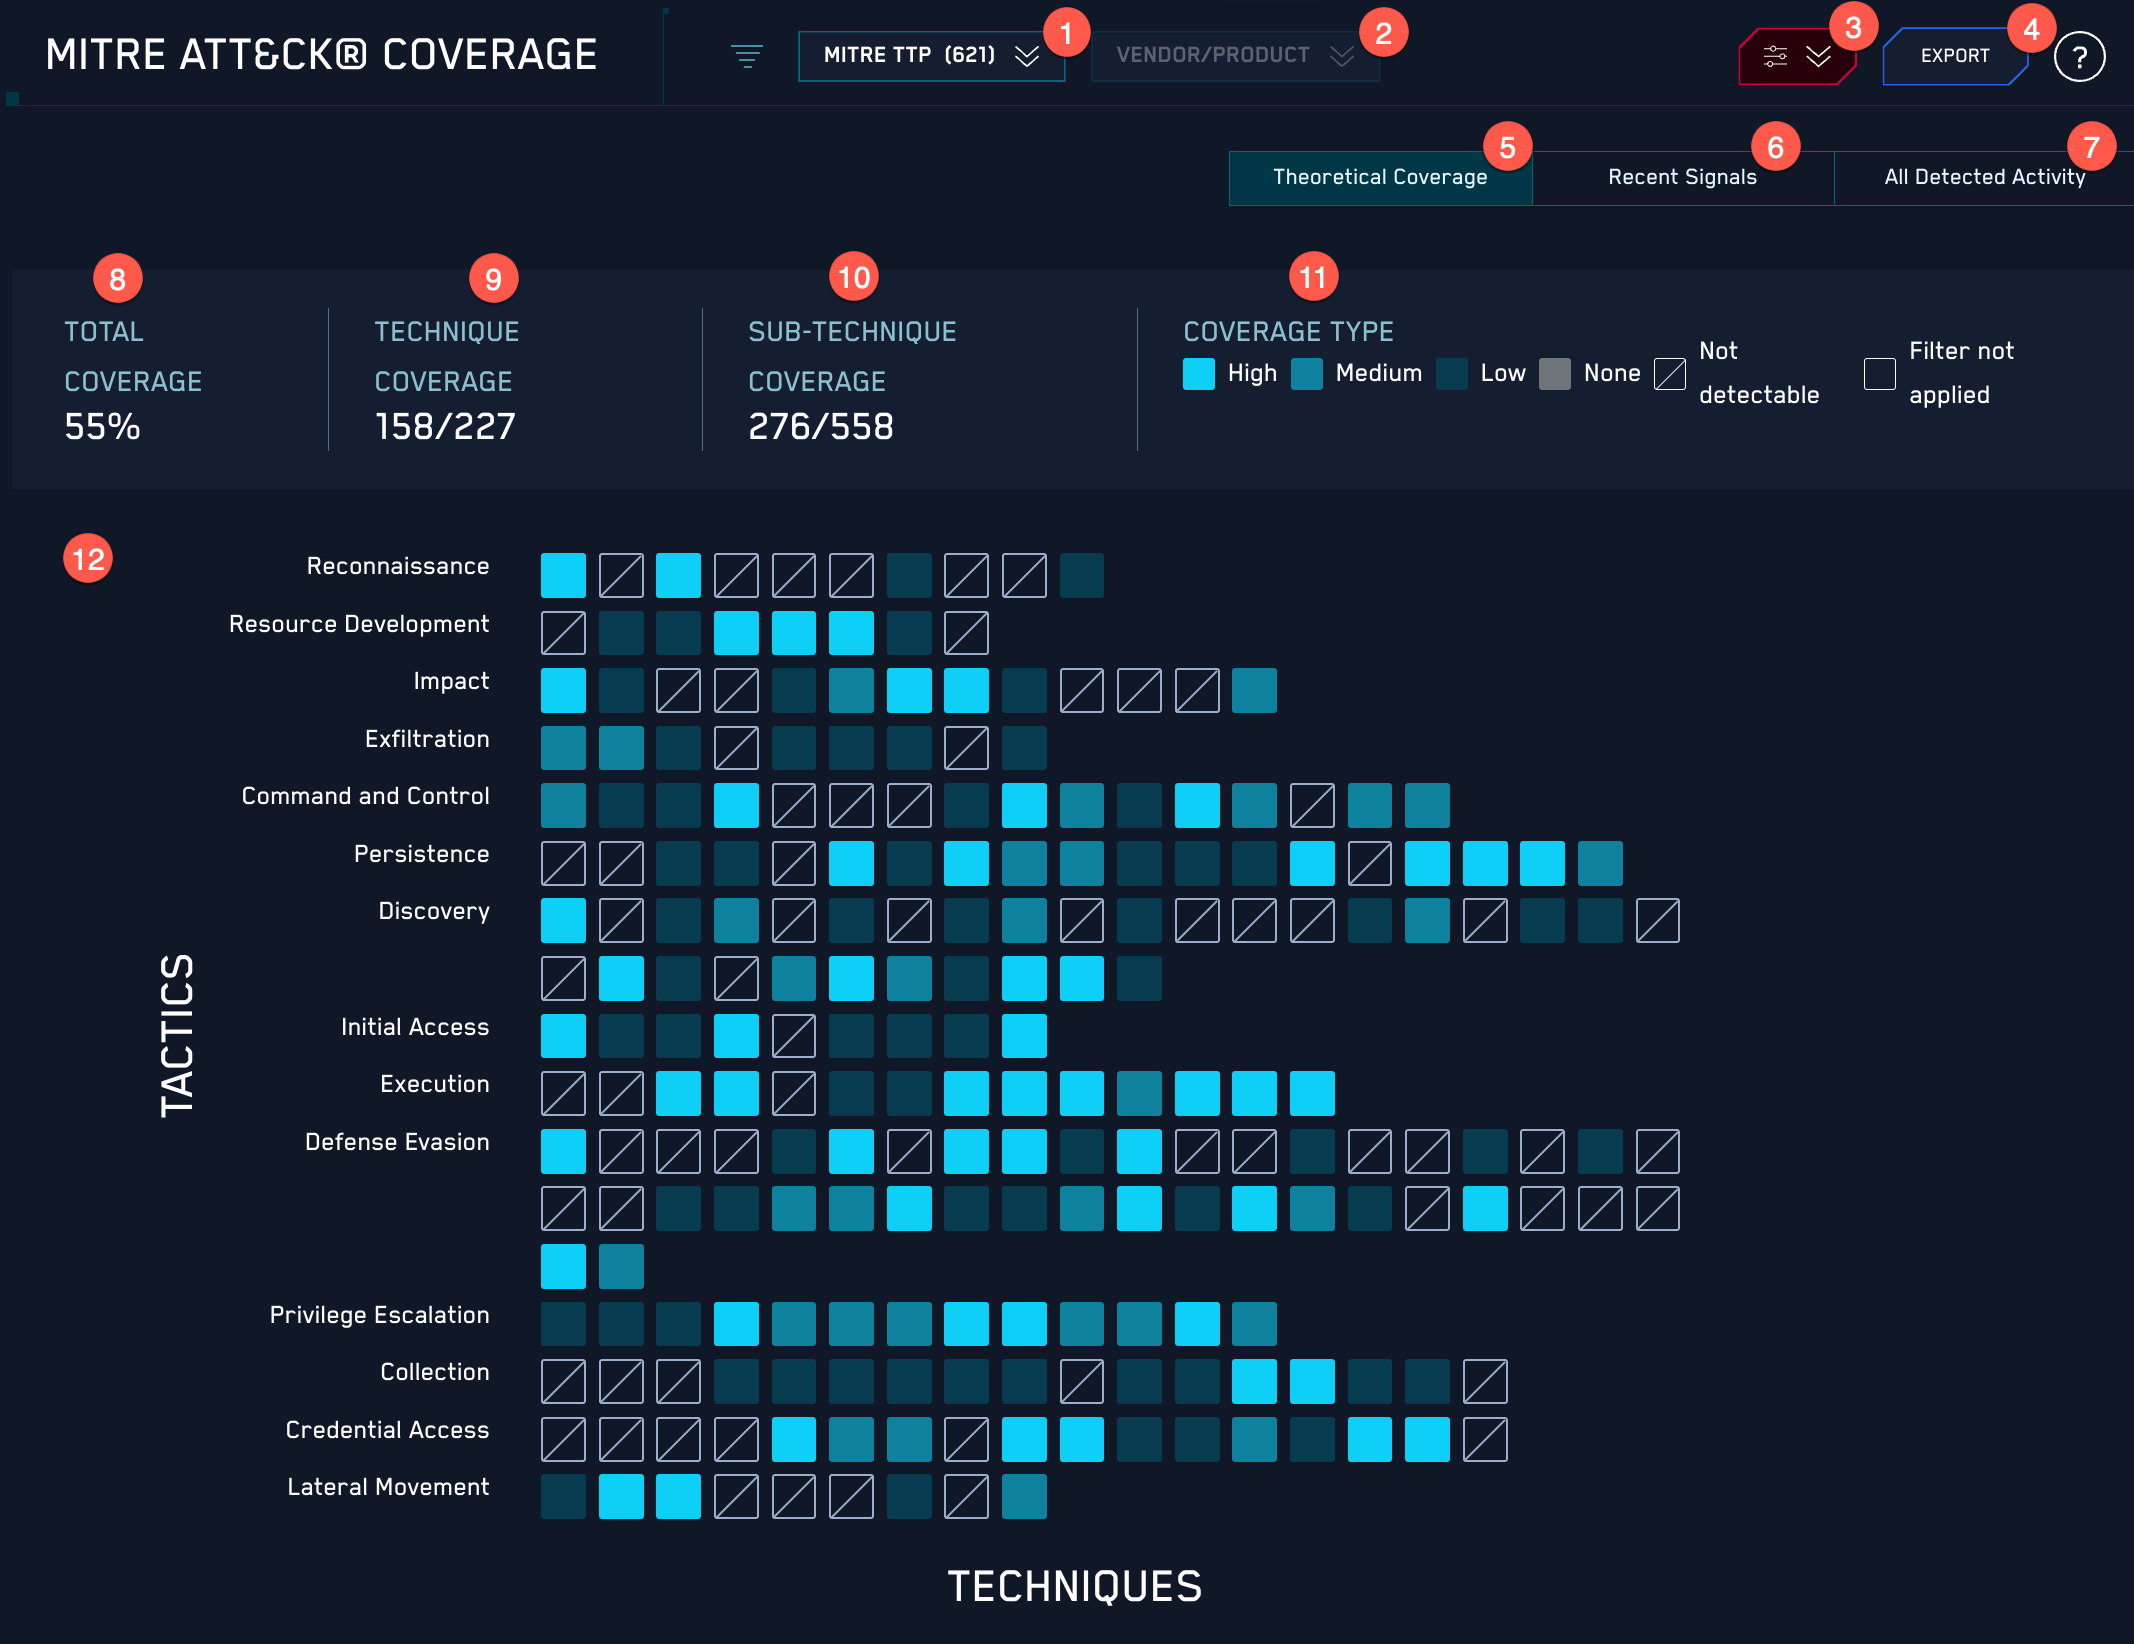 MITRE ATT&CK® COVERAGE
MITRE TTP (621)
1
VENDOR/PRODUCT
2
3
EXPORT
4
?
Theoretical Coverage
5
Recent Signals
6
All Detected Activity
7
8
TOTAL
COVERAGE
55%
9
TECHNIQUE
COVERAGE
158/227
10
SUB-TECHNIQUE
COVERAGE
276/558
11
COVERAGE TYPE
High
Medium
Low
None
Not
detectable
Filter not
applied
12
TACTICS
Reconnaissance
Resource Development
Impact
Exfiltration
Command and Control
Persistence
Discovery
Initial Access
Execution
Defense Evasion
Privilege Escalation
Collection
Credential Access
Lateral Movement
TECHNIQUES